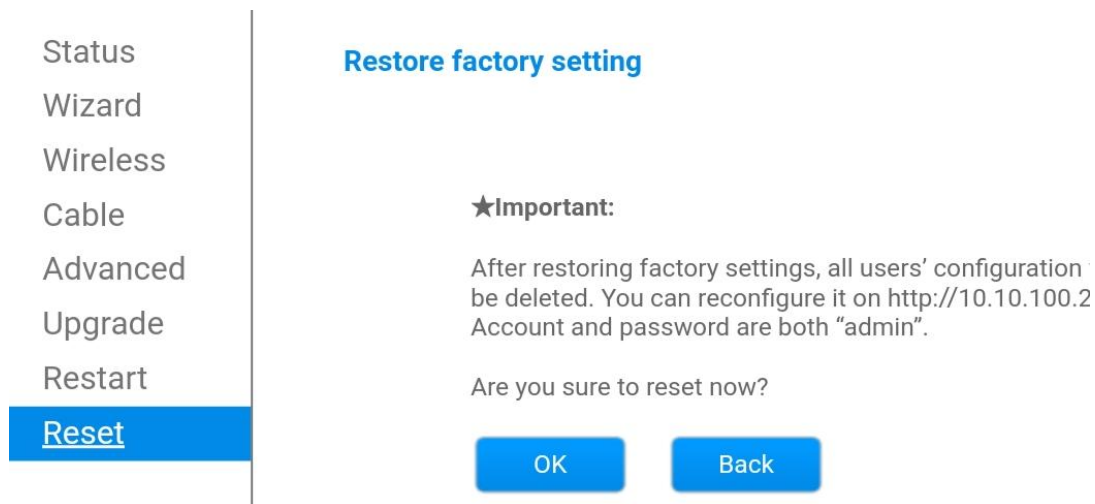 Status
Wizard
Wireless
Cable
Advanced
Upgrade
Restart
Reset
Restore factory setting
★Important:
After restoring factory settings, all users’ configuration
be deleted. You can reconfigure it on http://10.10.100.2
Account and password are both “admin”.
Are you sure to reset now?
OK
Back